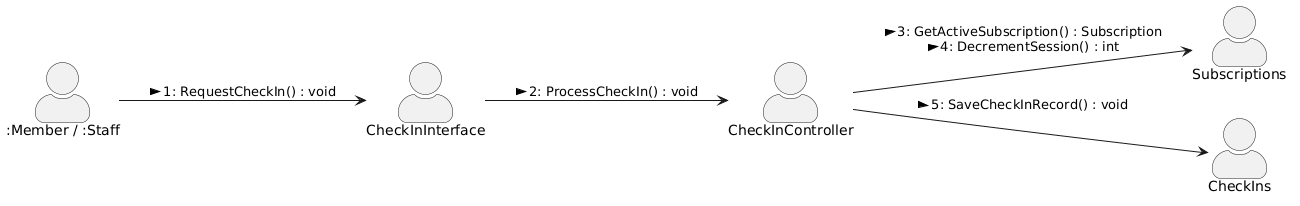 :Member / :Staff
1: RequestCheckIn() : void
CheckInInterface
2: ProcessCheckIn() : void
CheckInController
3: GetActiveSubscription() : Subscription
4: DecrementSession() : int
Subscriptions
5: SaveCheckInRecord() : void
CheckIns